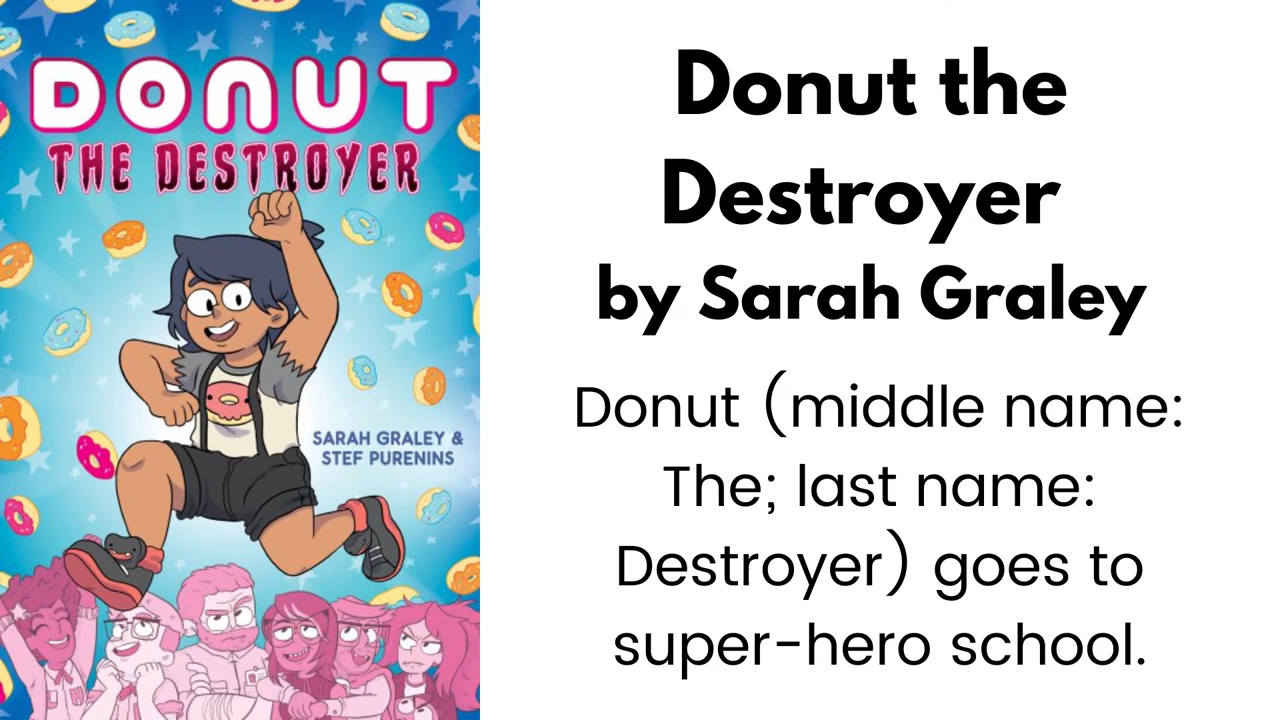 DONUT
THE DESTROYER
SARAH GRALEY &
STEF PURENINS
Donut the
Destroyer
by Sarah Graley
Donut (middle name:
The; last name:
Destroyer) goes to
super-hero school.